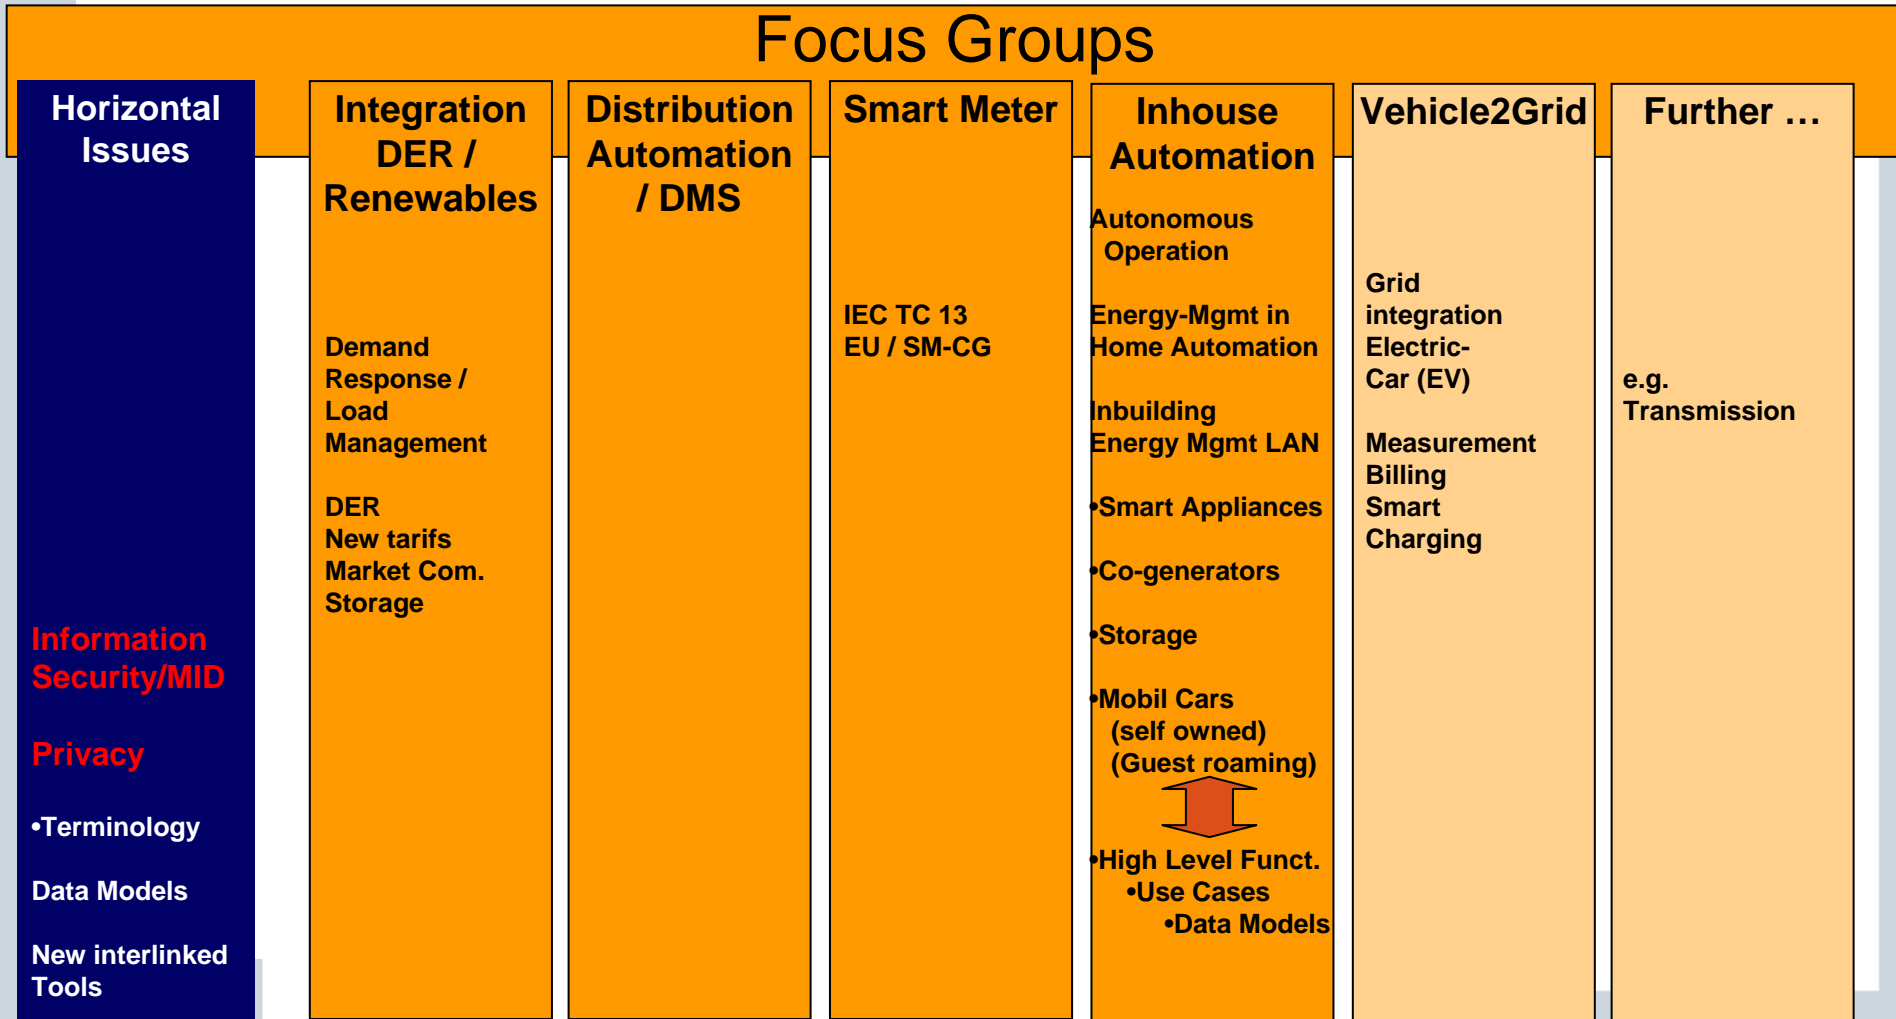 Focus Groups
Horizontal
Issues
Information
Security/MID
Privacy
•Terminology
Data Models
New interlinked
Tools
Integration
DER /
Renewables
Demand
Response /
Load
Management
DER
New tarifs
Market Com.
Storage
Distribution
Automation
/ DMS
Smart Meter
IEC TC 13
EU / SM-CG
Inhouse
Automation
Autonomous
Operation
Energy-Mgmt in
Home Automation
Inbuilding
Energy Mgmt LAN
•Smart Appliances
•Co-generators
•Storage
•Mobil Cars
(self owned)
(Guest roaming)
•High Level Funct.
•Use Cases
•Data Models
Vehicle2Grid
Grid
integration
Electric-
Car (EV)
Measurement
Billing
Smart
Charging
Further …
e.g.
Transmission